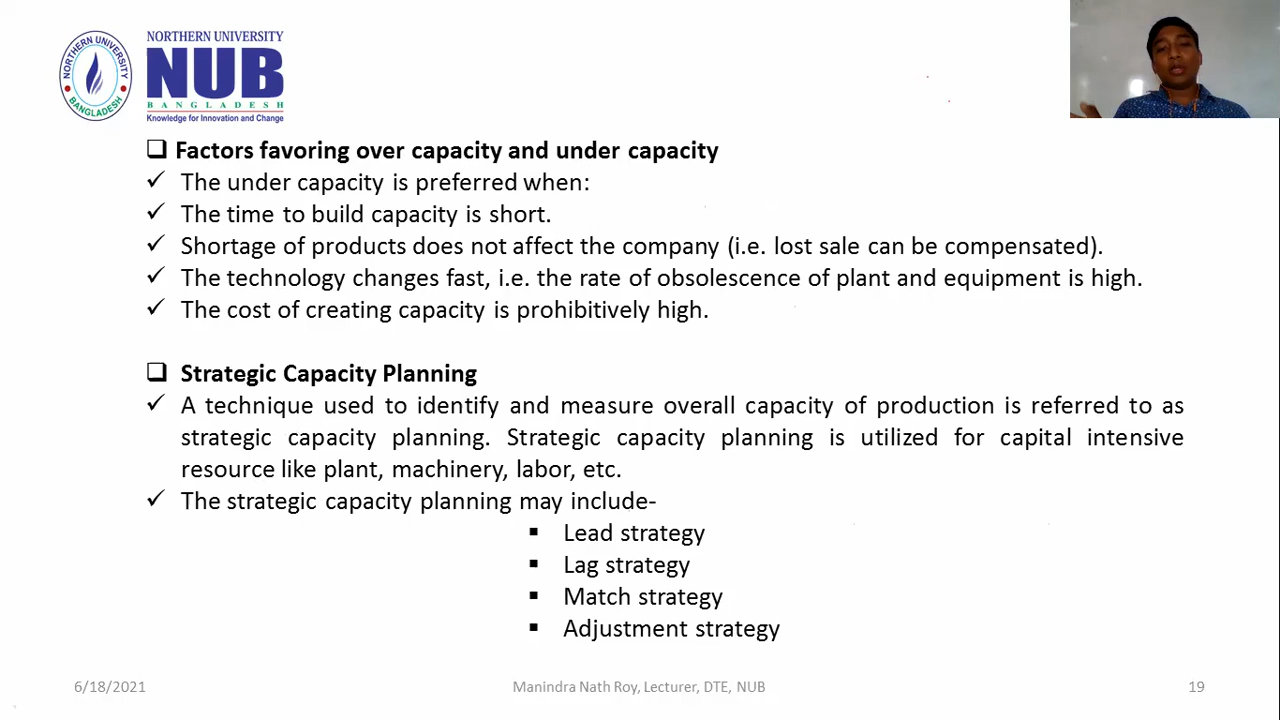 NORTHERN UNIVERSITY
BANGLADESH
NORTHERN UNIVERSITY
NUB
BANGLADESH
Knowledge for Innovation and Change
Factors favoring over capacity and under capacity
The under capacity is preferred when:
The time to build capacity is short.
Shortage of products does not affect the company (i.e. lost sale can be compensated).
The technology changes fast, i.e. the rate of obsolescence of plant and equipment is high.
The cost of creating capacity is prohibitively high.
Strategic Capacity Planning
A technique used to identify and measure overall capacity of production is referred to as
strategic capacity planning. Strategic capacity planning is utilized for capital intensive
resource like plant, machinery, labor, etc.
The strategic capacity planning may include-
Lead strategy
Lag strategy
Match strategy
Adjustment strategy
6/18/2021
Manindra Nath Roy, Lecturer, DTE, NUB
19